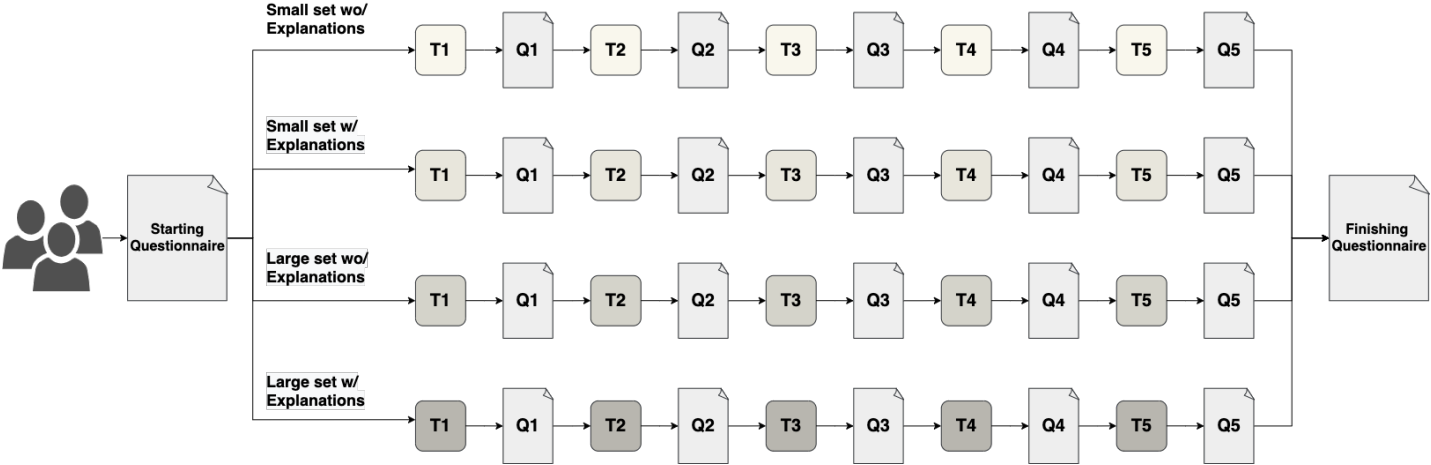 Small set wo/
Explanations
T1 Q1 T2 Q2 T3 Q3 T4 Q4 T5 Q5
Small set w/
Explanations
T1 Q1 T2 Q2 T3 Q3 T4 Q4 T5 Q5
Starting
Questionnaire
Finishing
Questionnaire
Large set wo/
Explanations
T1 Q1 T2 Q2 T3 Q3 T4 Q4 T5 Q5
Large set w/
Explanations
T1 Q1 T2 Q2 T3 Q3 T4 Q4 T5 Q5